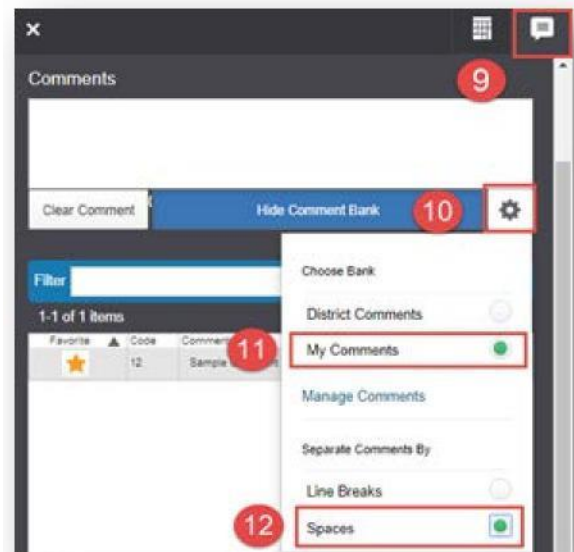 ×
9
Comments
Clear Comment Hide Comment Bank 10
Choose Bank
Filter
District Comments
1-1 of 1 items
Favorite ▲ Code
11
My Comments
12 Sample
Manage Comments
Separate Comments By
Line Breaks
12
Spaces